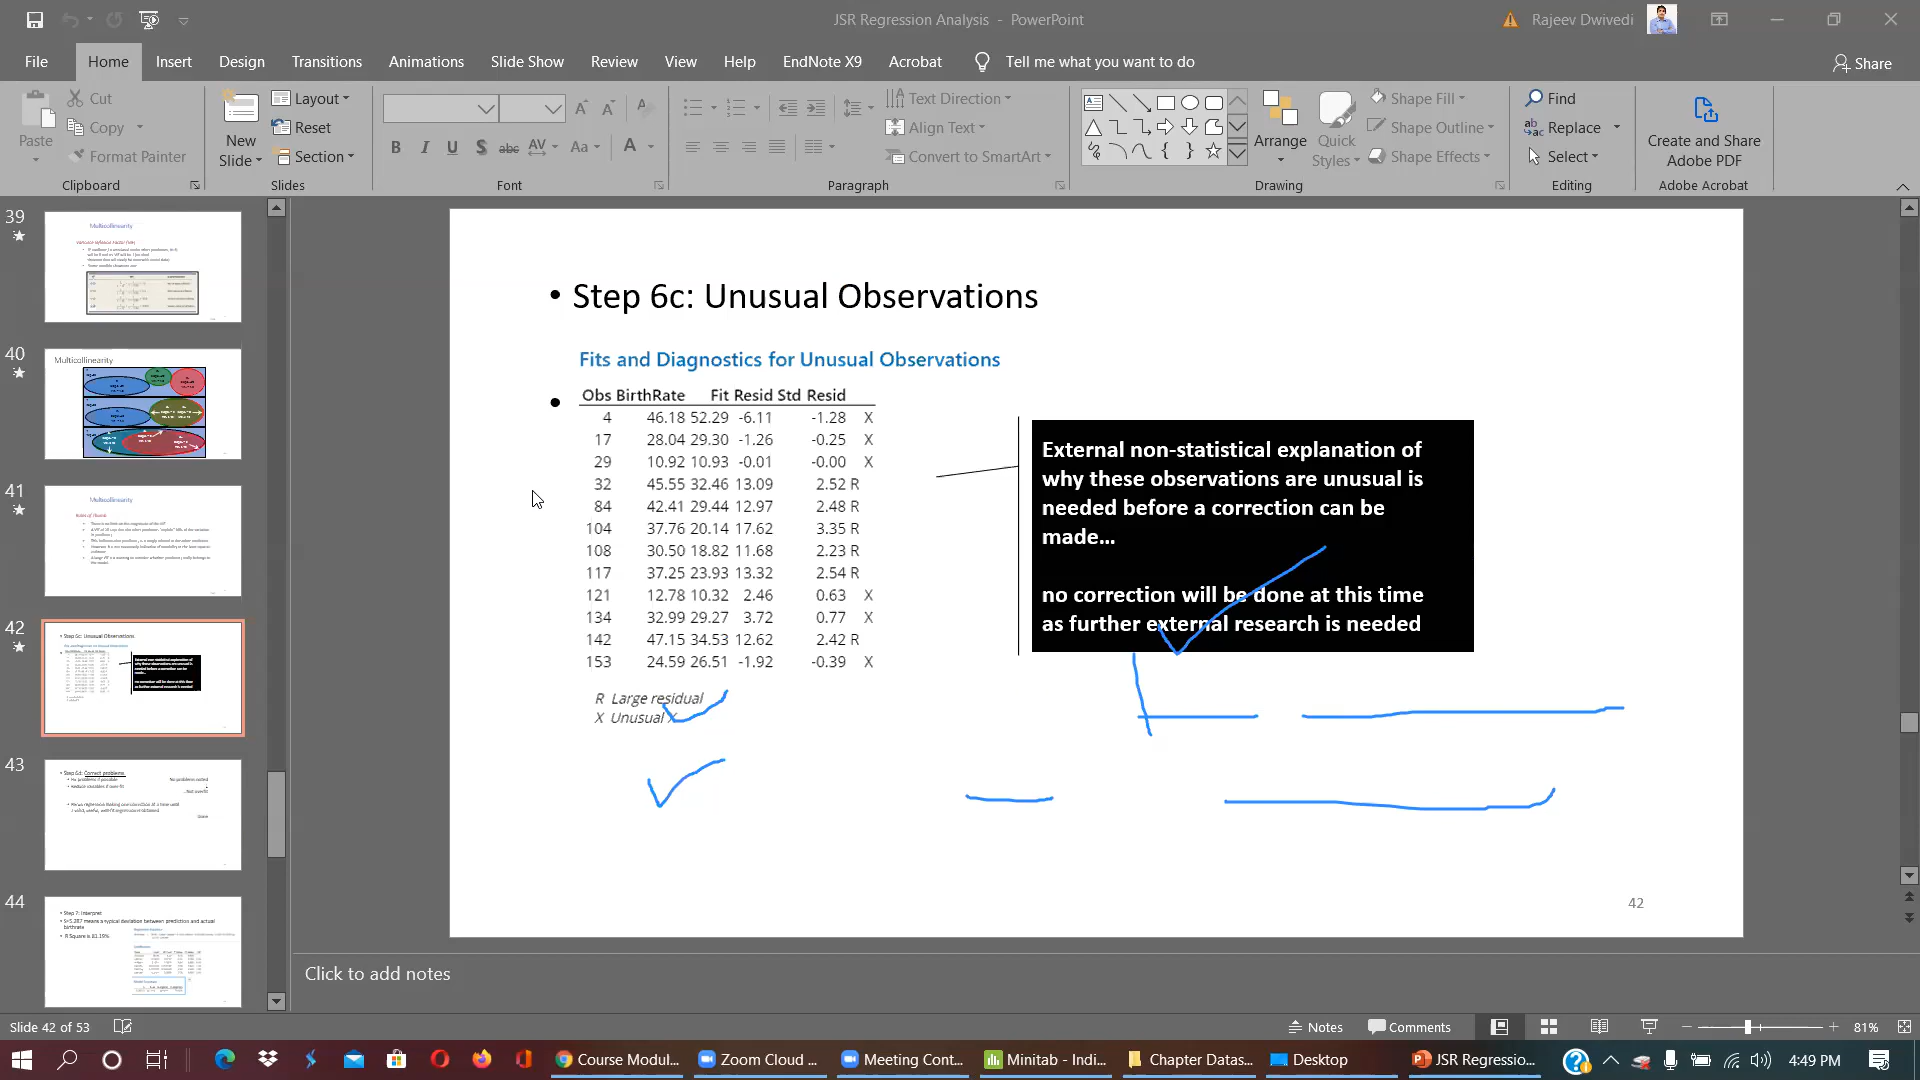 JSR Regression Analysis - PowerPoint
Rajeev Dwivedi
File Home Insert Design Transitions Animations Slide Show Review View Help EndNote X9 Acrobat Tell me what you want to do
Share
Paste
Cut
Copy
Format Painter
Clipboard
New Slide
Layout
Reset
Section
Slides
B I U S abc AV Aa A
Font
Text Direction
Align Text
Convert to SmartArt
Paragraph
Arrange
Quick Styles
Shape Fill
Shape Outline
Shape Effects
Drawing
Find
Replace
Select
Editing
Create and Share Adobe PDF
Adobe Acrobat
39
Multicollinearity
40
Multicollinearity
41
Multicollinearity
42
• Step 6c: Unusual Observations
43
44
• Step 6c: Unusual Observations
Fits and Diagnostics for Unusual Observations
Obs BirthRate Fit Resid Std Resid
4 46.18 52.29 -6.11 -1.28 X
17 28.04 29.30 -1.26 -0.25 X
29 10.92 10.93 -0.01 -0.00 X
32 45.55 32.46 13.09 2.52 R
84 42.41 29.44 12.97 2.48 R
104 37.76 20.14 17.62 3.35 R
108 30.50 18.82 11.68 2.23 R
117 37.25 23.93 13.32 2.54 R
121 12.78 10.32 2.46 0.63 X
134 32.99 29.27 3.72 0.77 X
142 47.15 34.53 12.62 2.42 R
153 24.59 26.51 -1.92 -0.39 X
R Large residual
X Unusual X
External non-statistical explanation of
why these observations are unusual is
needed before a correction can be
made...
no correction will be done at this time
as further external research is needed
42
Click to add notes
Slide 42 of 53
Notes Comments 81%
Course Modul... Zoom Cloud ... Meeting Cont... Minitab - Indi... Chapter Datas... Desktop JSR Regressio... 4:49 PM